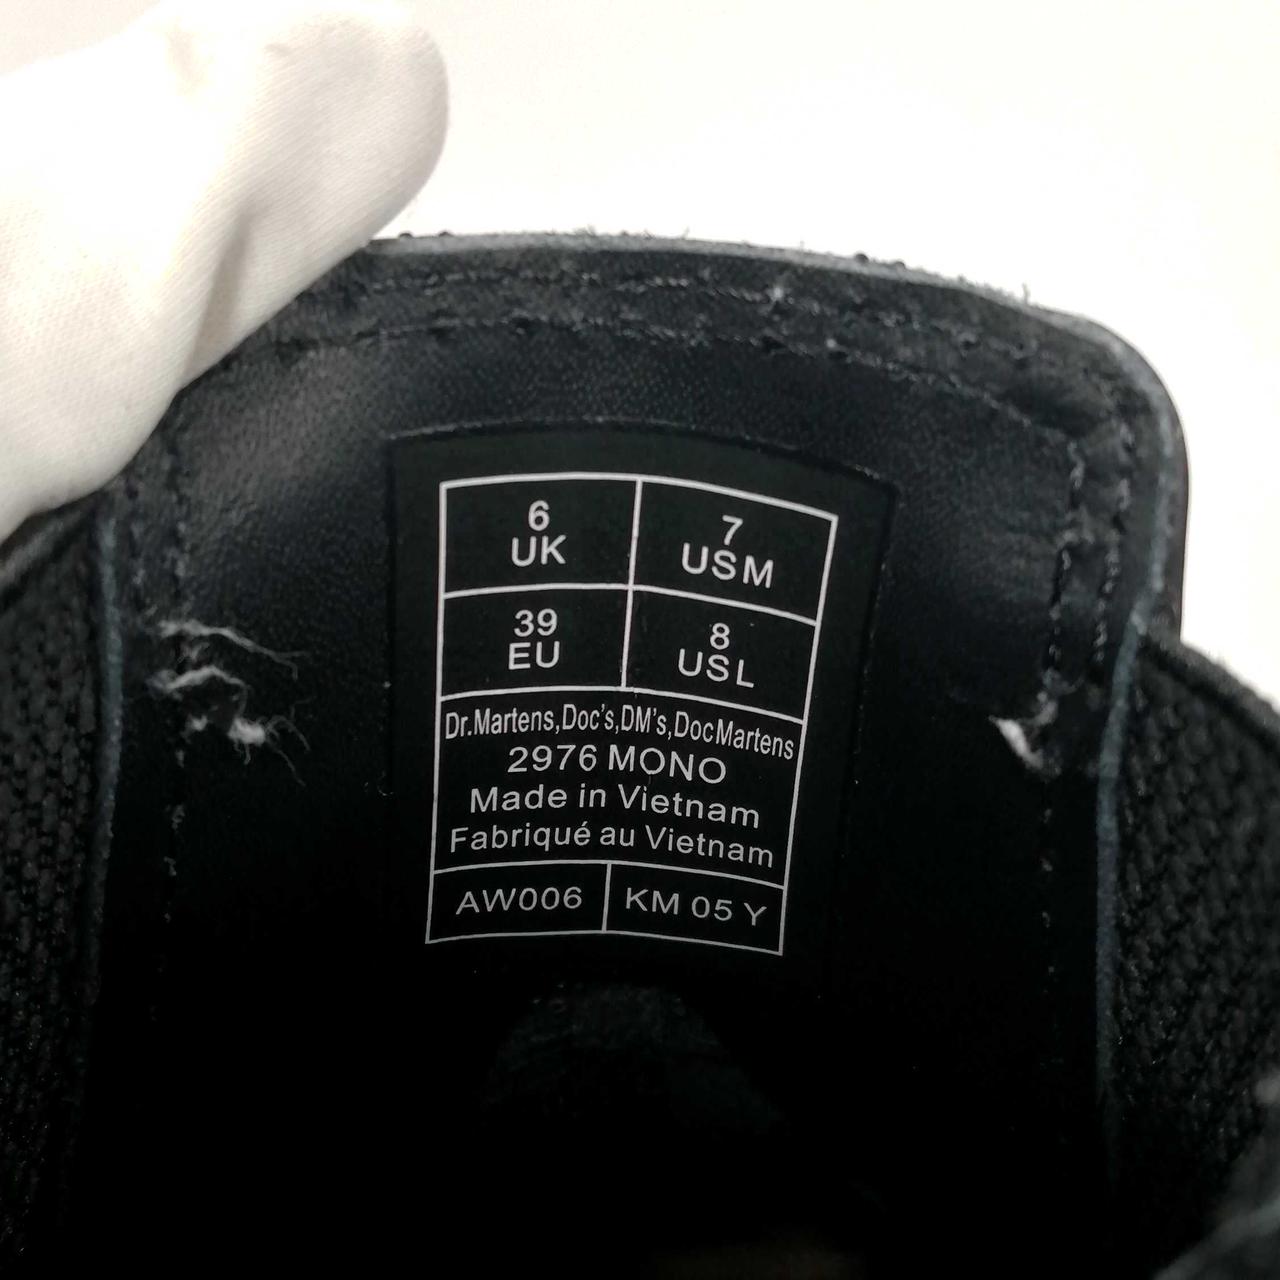 6 7
UK USM
39 8
EU USL
Dr.Martens,Doc's,DM's,DocMartens
2976 MONO
Made in Vietnam
Fabriqué au Vietnam
AW006 KM 05 Y